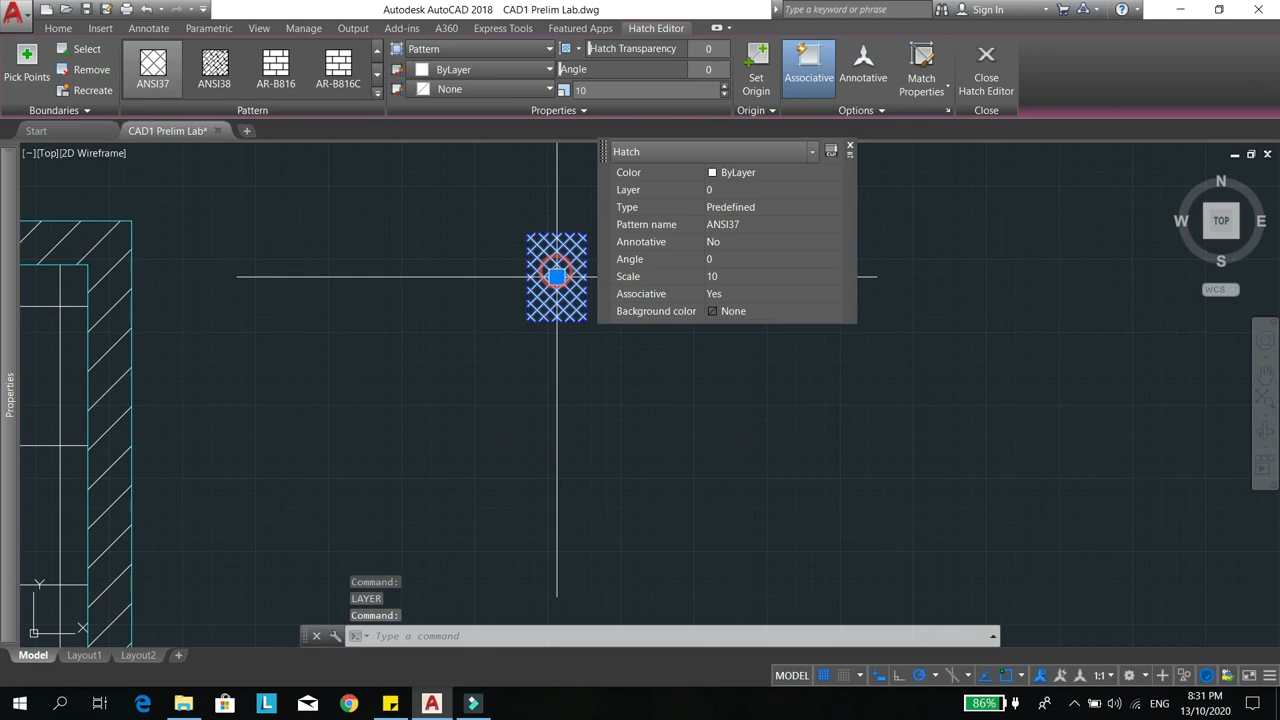 Autodesk AutoCAD 2018 CAD1 Prelim Lab.dwg
Type a keyword or phrase
Sign In
Home Insert Annotate Parametric View Manage Output Add-ins A360 Express Tools Featured Apps Hatch Editor
Pick Points
Select
Remove
Recreate
Boundaries
ANSI37
ANSI38
AR-B816
AR-B816C
Pattern
Pattern
ByLayer
None
Hatch Transparency 0
Angle 0
10
Properties
Set
Origin
Origin
Associative
Annotative
Match
Properties
Options
Close
Hatch Editor
Close
Start
CAD1 Prelim Lab*
[−][Top][2D Wireframe]
Hatch
Color ByLayer
Layer 0
Type Predefined
Pattern name ANSI37
Annotative No
Angle 0
Scale 10
Associative Yes
Background color None
N
W TOP E
S
WCS
Properties
Y
X
Command:
LAYER
Command:
Type a command
Model Layout1 Layout2
MODEL
1:1
86%
ENG
8:31 PM
13/10/2020